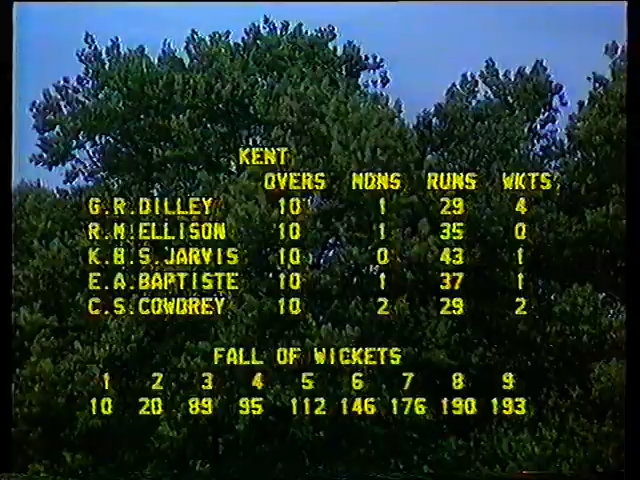 KENT
OVERS MDNS RUNS WKTS
G.R.DILLEY 10 1 29 4
R.M.ELLISON 10 1 35 0
K.B.S.JARVIS 10 0 43 1
E.A.BAPTISTE 10 1 37 1
C.S.COWDREY 10 2 29 2
FALL OF WICKETS
1 2 3 4 5 6 7 8 9
10 20 89 95 112 146 176 190 193